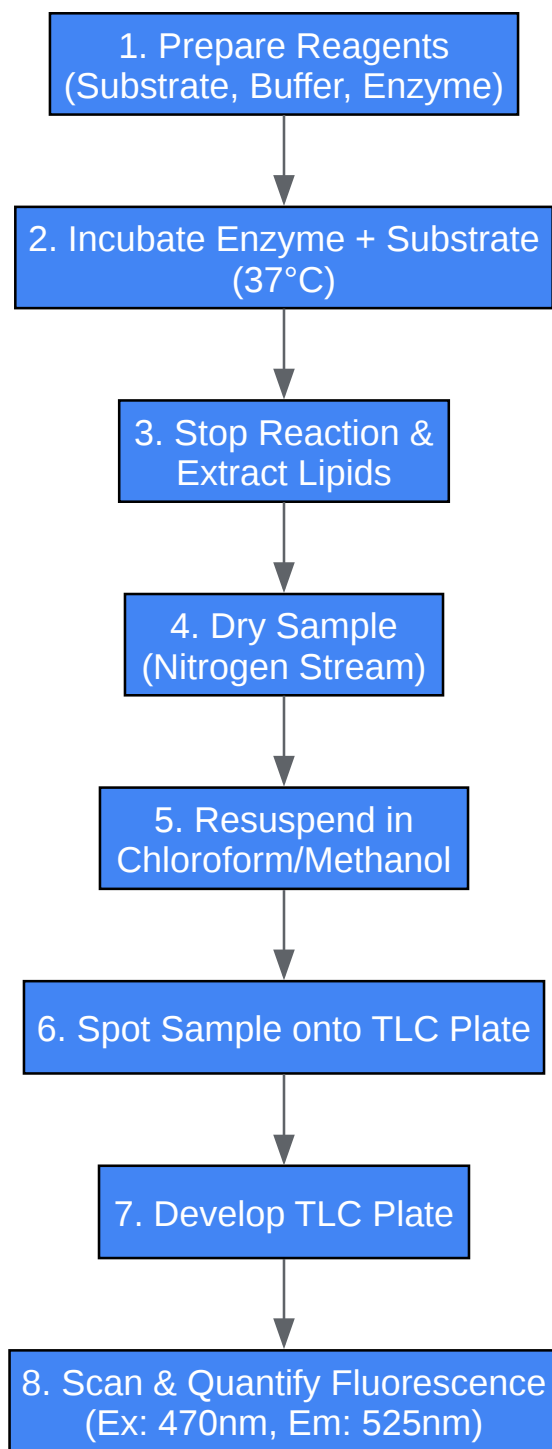 1. Prepare Reagents
(Substrate, Buffer, Enzyme)
2. Incubate Enzyme + Substrate
(37°C)
3. Stop Reaction &
Extract Lipids
4. Dry Sample
(Nitrogen Stream)
5. Resuspend in
Chloroform/Methanol
6. Spot Sample onto TLC Plate
7. Develop TLC Plate
8. Scan & Quantify Fluorescence
(Ex: 470nm, Em: 525nm)